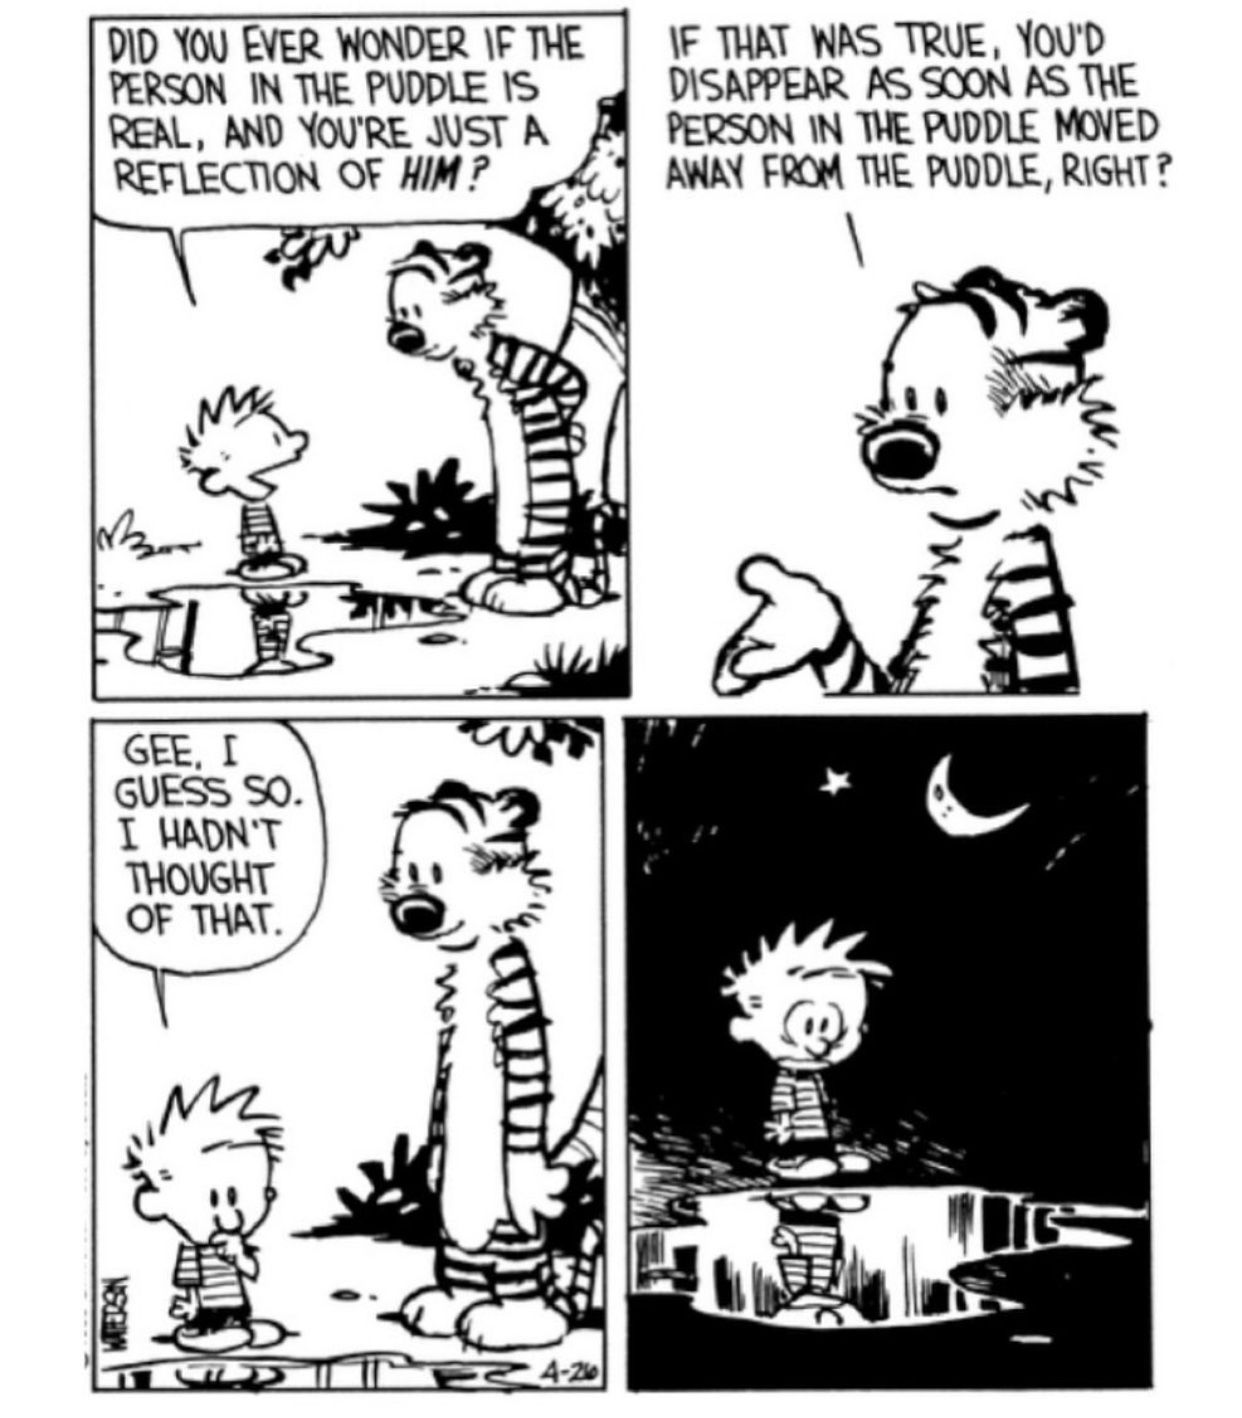 DID YOU EVER WONDER IF THE
PERSON IN THE PUDDLE IS
REAL, AND YOU'RE JUST A
REFLECTION OF HIM?
IF THAT WAS TRUE, YOU'D
DISAPPEAR AS SOON AS THE
PERSON IN THE PUDDLE MOVED
AWAY FROM THE PUDDLE, RIGHT?
GEE, I
GUESS SO.
I HADN'T
THOUGHT
OF THAT.
WATTERSON
4-26